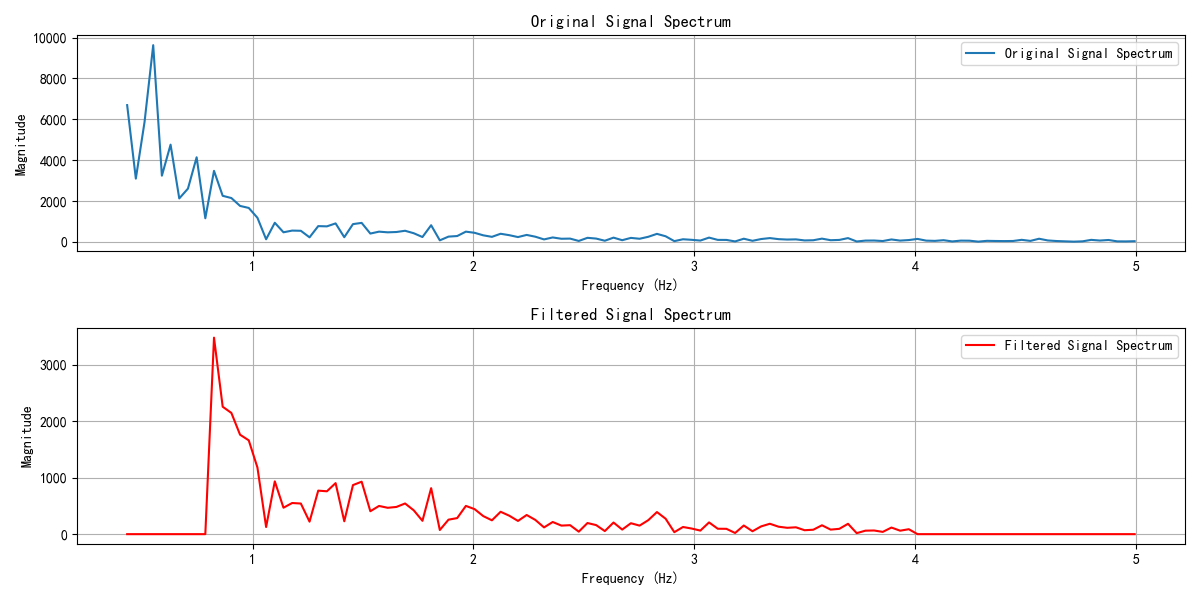 Original Signal Spectrum
10000
8000
6000
4000
2000
0
Magnitude
Original Signal Spectrum
1 2 3 4 5
Frequency (Hz)
Filtered Signal Spectrum
3000
2000
1000
0
Magnitude
Filtered Signal Spectrum
1 2 3 4 5
Frequency (Hz)